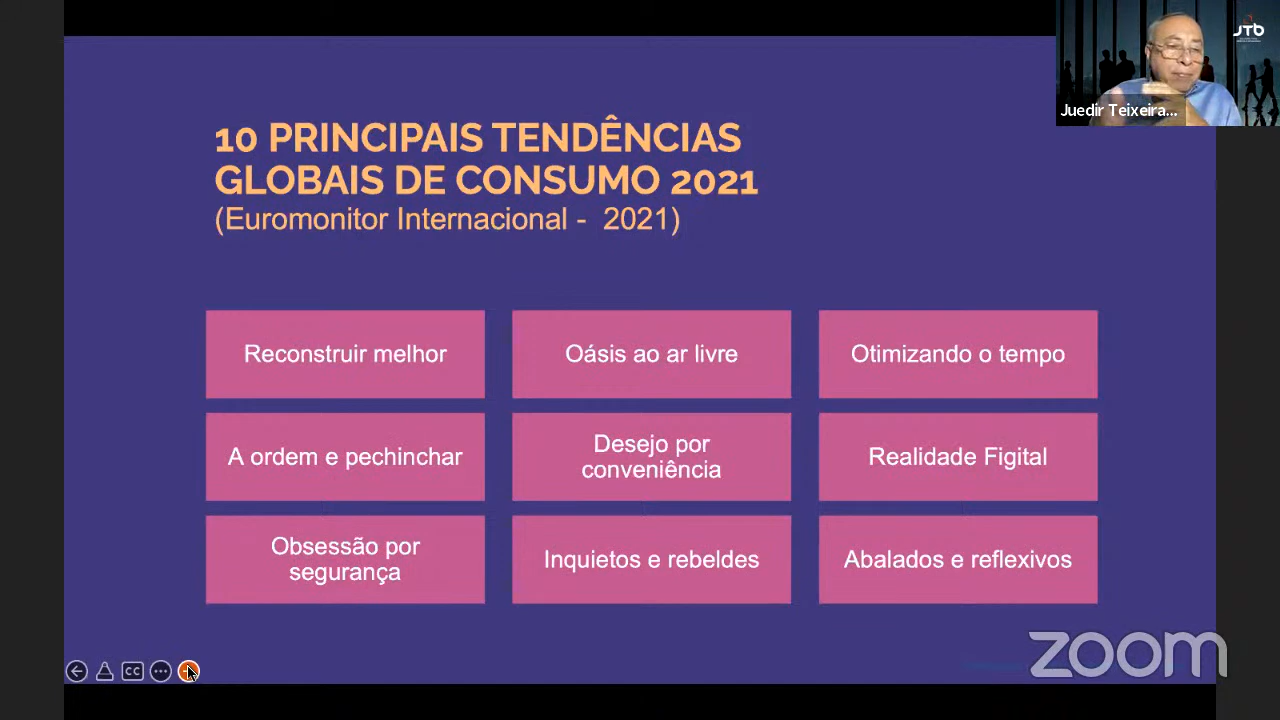 JTb
Juedir Teixeira...
10 PRINCIPAIS TENDÊNCIAS
GLOBAIS DE CONSUMO 2021
(Euromonitor Internacional - 2021)
Reconstruir melhor
Oásis ao ar livre
Otimizando o tempo
A ordem e pechinchar
Desejo por
conveniência
Realidade Figital
Obsessão por
segurança
Inquietos e rebeldes
Abalados e reflexivos
CC
zoom